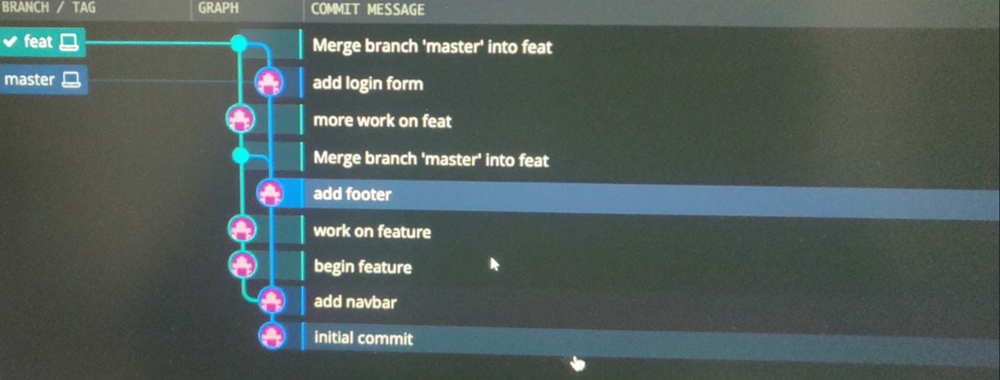 BRANCH / TAG GRAPH COMMIT MESSAGE
feat Merge branch 'master' into feat
master add login form
more work on feat
Merge branch 'master' into feat
add footer
work on feature
begin feature
add navbar
initial commit